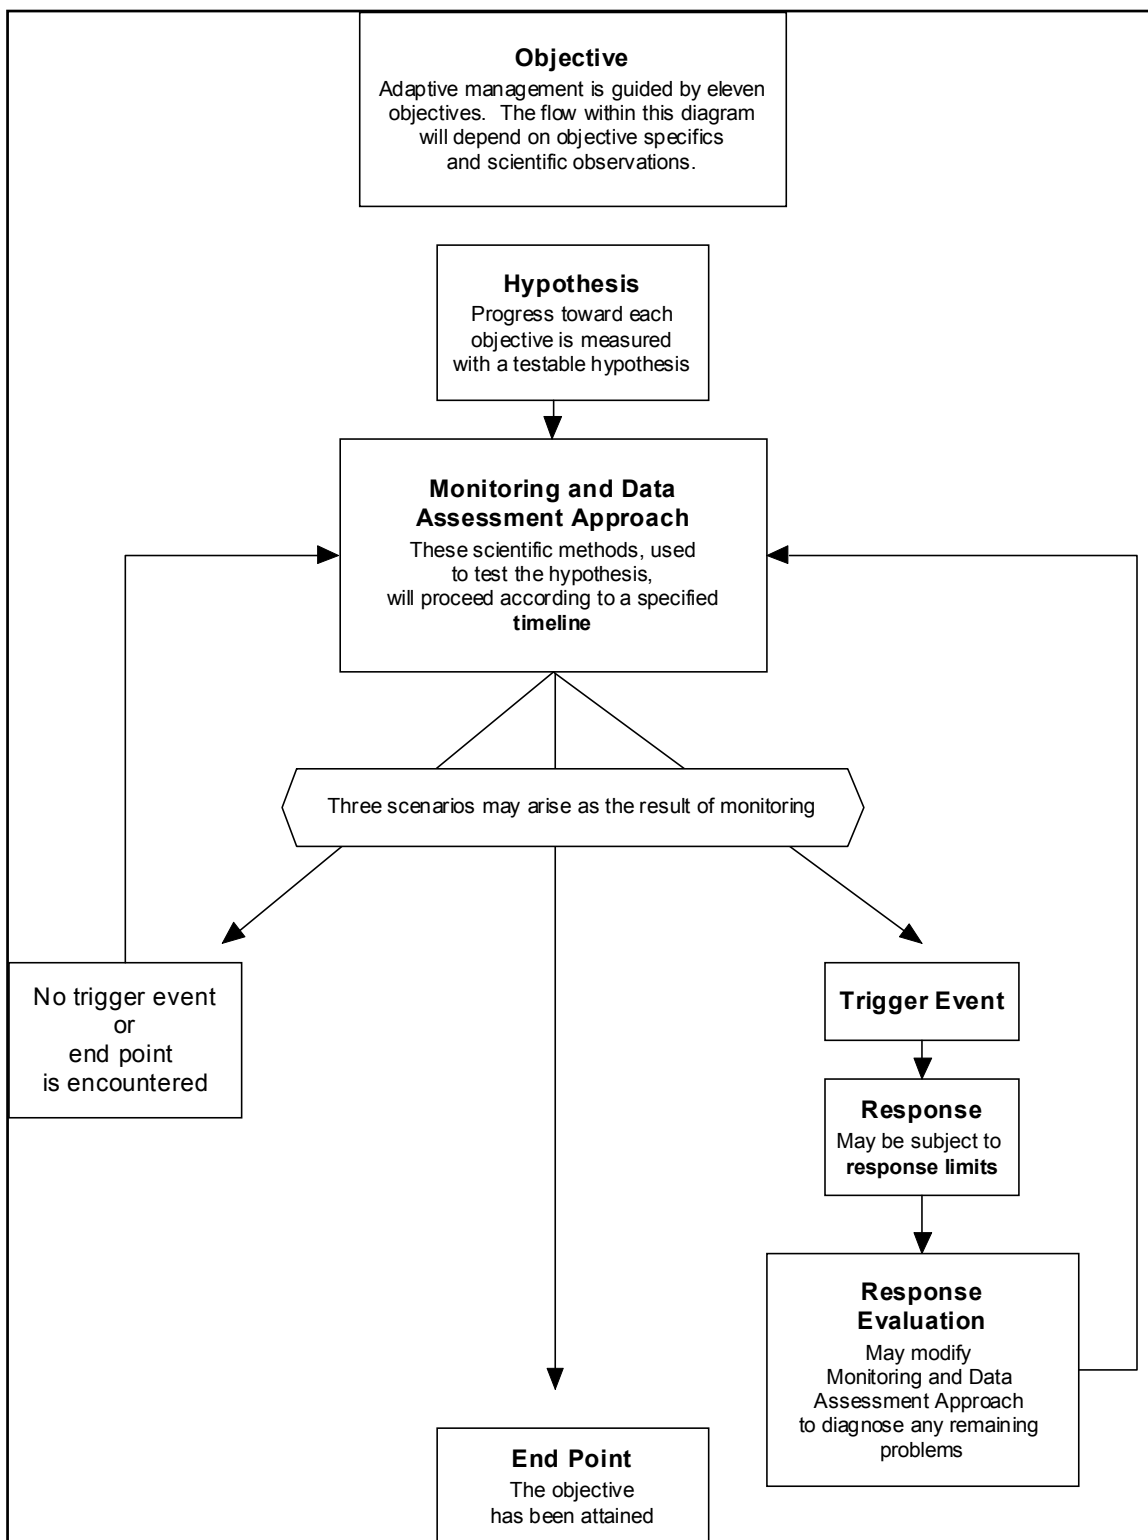 Objective
Adaptive management is guided by eleven
objectives.  The flow within this diagram
will depend on objective specifics
and scientific observations.
Hypothesis
Progress toward each
objective is measured
with a testable hypothesis
Monitoring and Data
Assessment Approach
These scientific methods, used
to test the hypothesis,
will proceed according to a specified
timeline
Three scenarios may arise as the result of monitoring
No trigger event
or
end point
is encountered
Trigger Event
Response
May be subject to
response limits
Response
Evaluation
May modify
Monitoring and Data
Assessment Approach
to diagnose any remaining
problems
End Point
The objective
has been attained